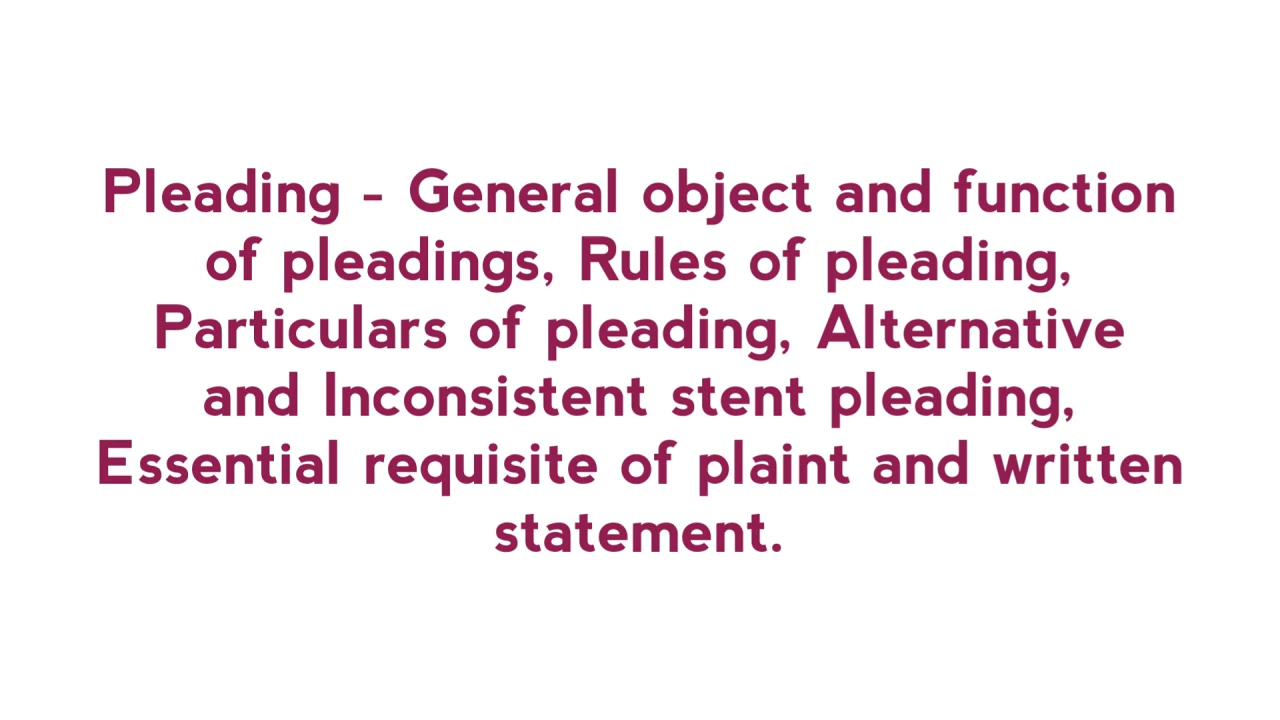 Pleading - General object and function
of pleadings, Rules of pleading,
Particulars of pleading, Alternative
and Inconsistent stent pleading,
Essential requisite of plaint and written
statement.